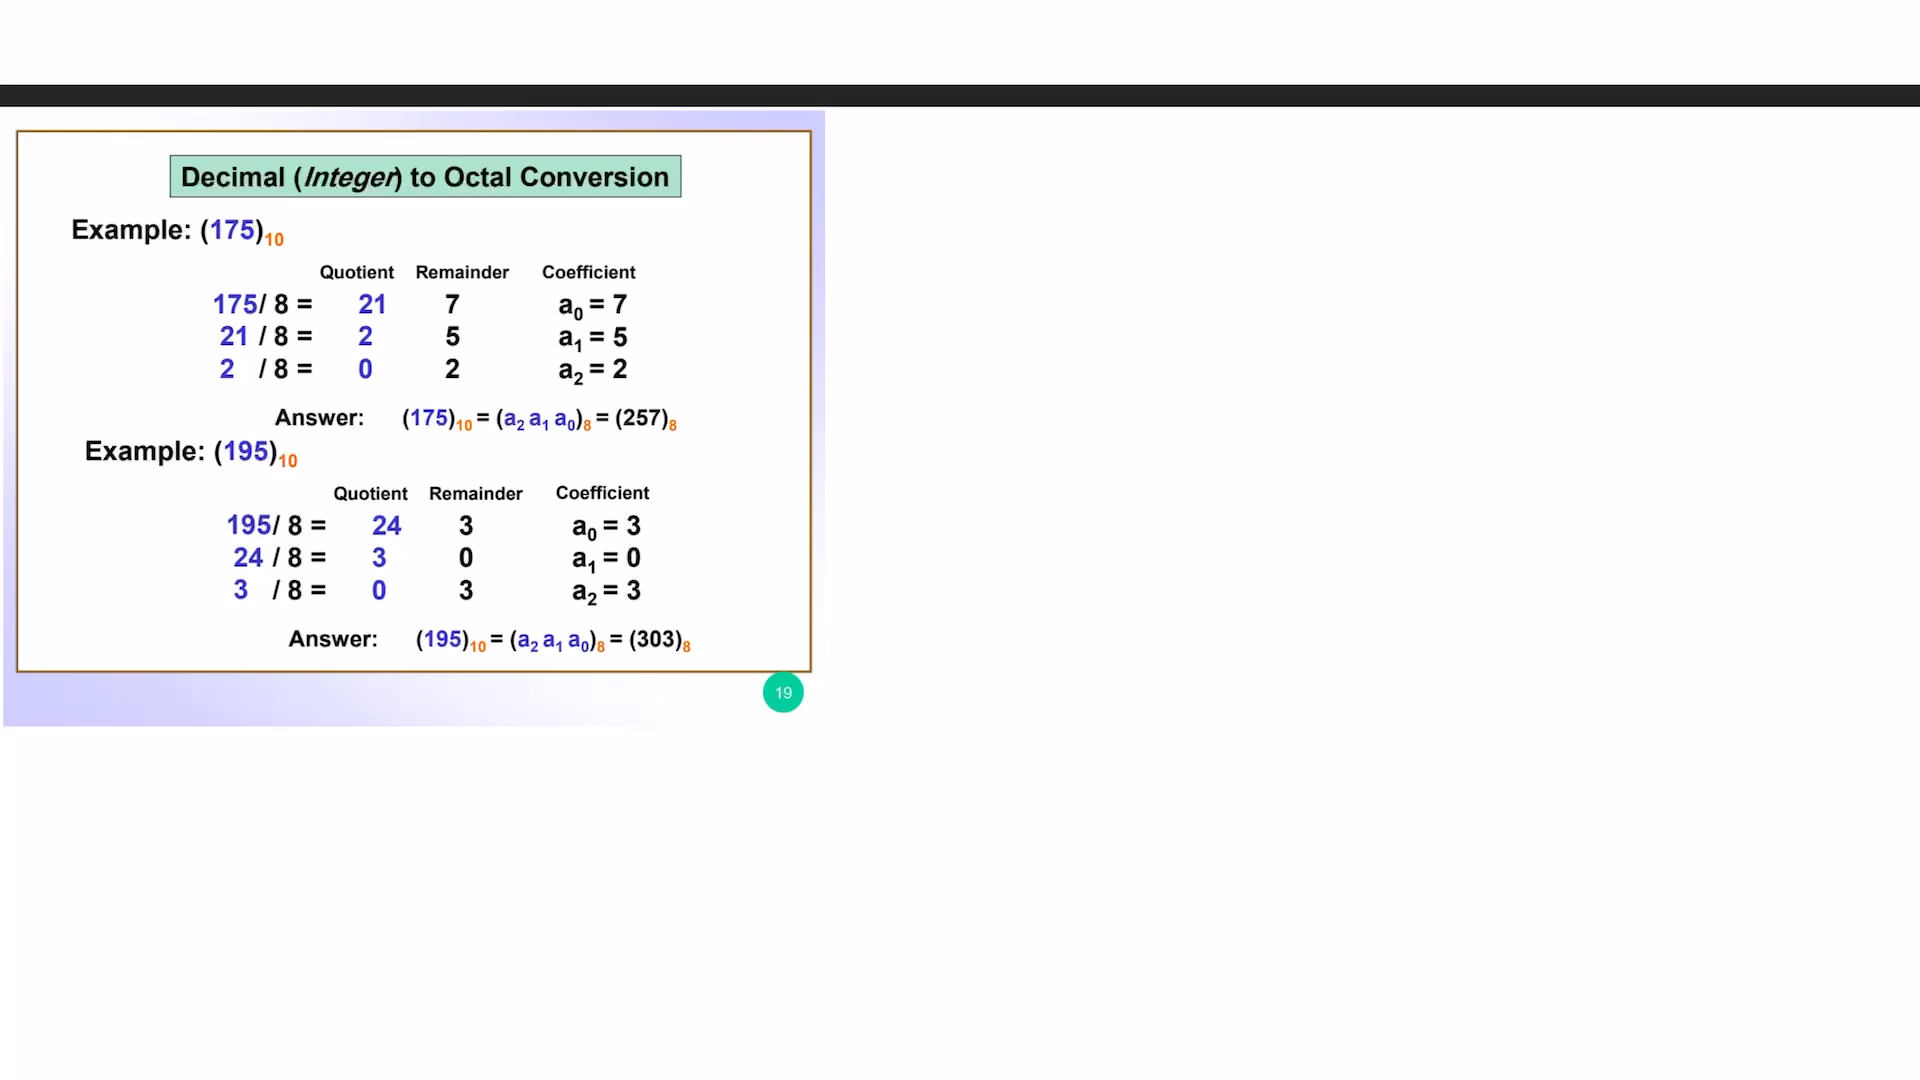 Decimal (Integer) to Octal Conversion
Example: (175)₁₀
Quotient Remainder Coefficient
175/ 8 = 21 7 a₀ = 7
21 / 8 = 2 5 a₁ = 5
2 / 8 = 0 2 a₂ = 2
Answer: (175)₁₀ = (a₂ a₁ a₀)₈ = (257)₈
Example: (195)₁₀
Quotient Remainder Coefficient
195/ 8 = 24 3 a₀ = 3
24 / 8 = 3 0 a₁ = 0
3 / 8 = 0 3 a₂ = 3
Answer: (195)₁₀ = (a₂ a₁ a₀)₈ = (303)₈
19